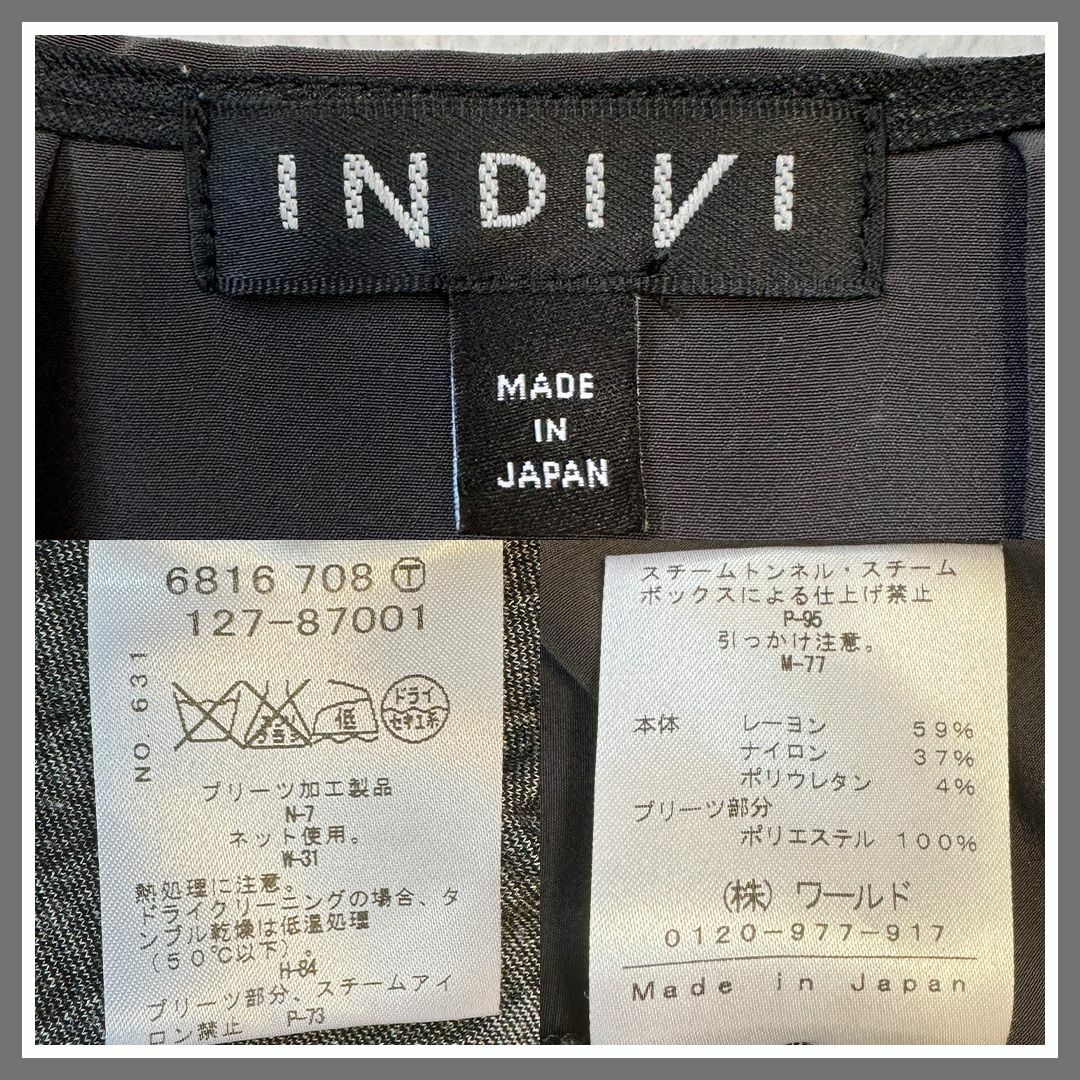 INDIVI
MADE
IN
JAPAN
6816 708 Ⓣ
127-87001
NO. 631
低
ドライ
セキユ系
プリーツ加工製品
N-7
ネット使用。
W-31
熱処理に注意。
ドライクリーニングの場合、タ
ンブル乾燥は低温処理
(50℃以下)。
H-84
プリーツ部分、スチームアイ
ロン禁止 P-73
スチームトンネル・スチーム
ボックスによる仕上げ禁止
P-95
引っかけ注意。
M-77
本体 レーヨン 59%
ナイロン 37%
ポリウレタン 4%
プリーツ部分
ポリエステル 100%
(株) ワールド
0120-977-917
Made in Japan